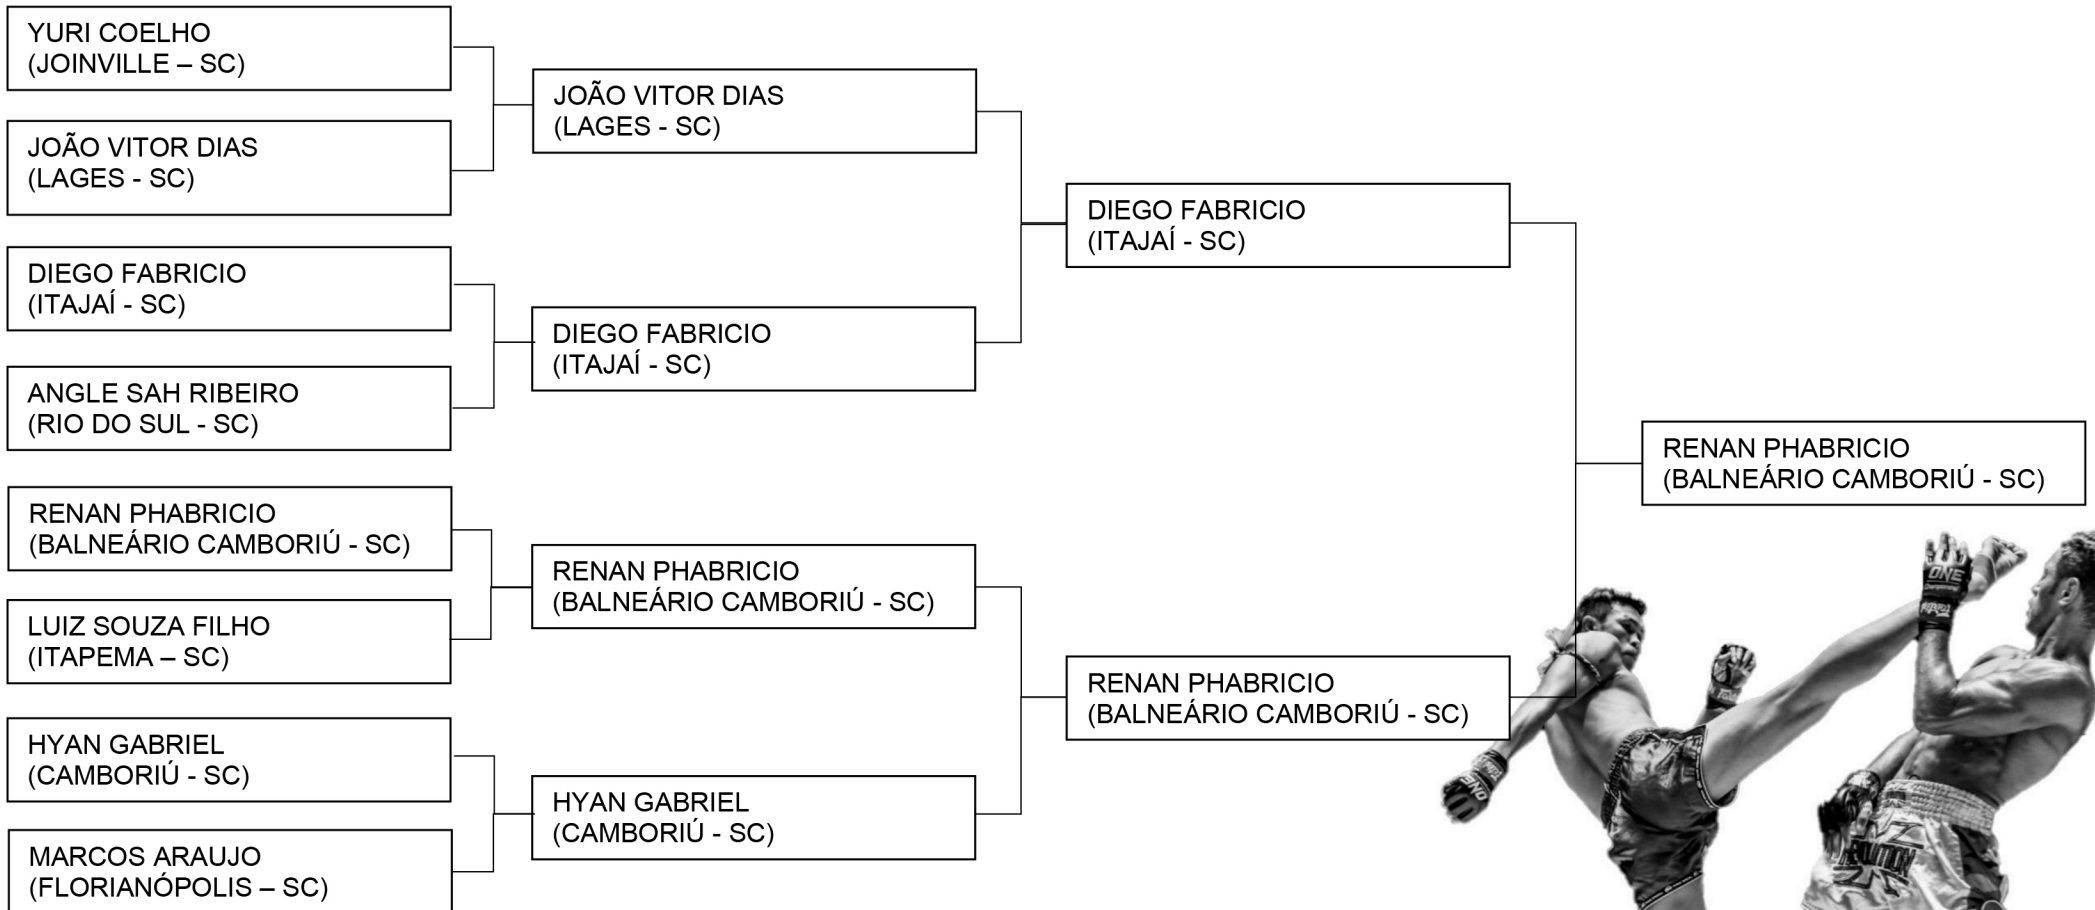 YURI COELHO
(JOINVILLE – SC)
JOÃO VITOR DIAS
(LAGES - SC)
DIEGO FABRICIO
(ITAJAÍ - SC)
ANGLE SAH RIBEIRO
(RIO DO SUL - SC)
RENAN PHABRICIO
(BALNEÁRIO CAMBORIÚ - SC)
LUIZ SOUZA FILHO
(ITAPEMA – SC)
HYAN GABRIEL
(CAMBORIÚ - SC)
MARCOS ARAUJO
(FLORIANÓPOLIS – SC)
JOÃO VITOR DIAS
(LAGES - SC)
DIEGO FABRICIO
(ITAJAÍ - SC)
RENAN PHABRICIO
(BALNEÁRIO CAMBORIÚ - SC)
HYAN GABRIEL
(CAMBORIÚ - SC)
DIEGO FABRICIO
(ITAJAÍ - SC)
RENAN PHABRICIO
(BALNEÁRIO CAMBORIÚ - SC)
RENAN PHABRICIO
(BALNEÁRIO CAMBORIÚ - SC)
ONE